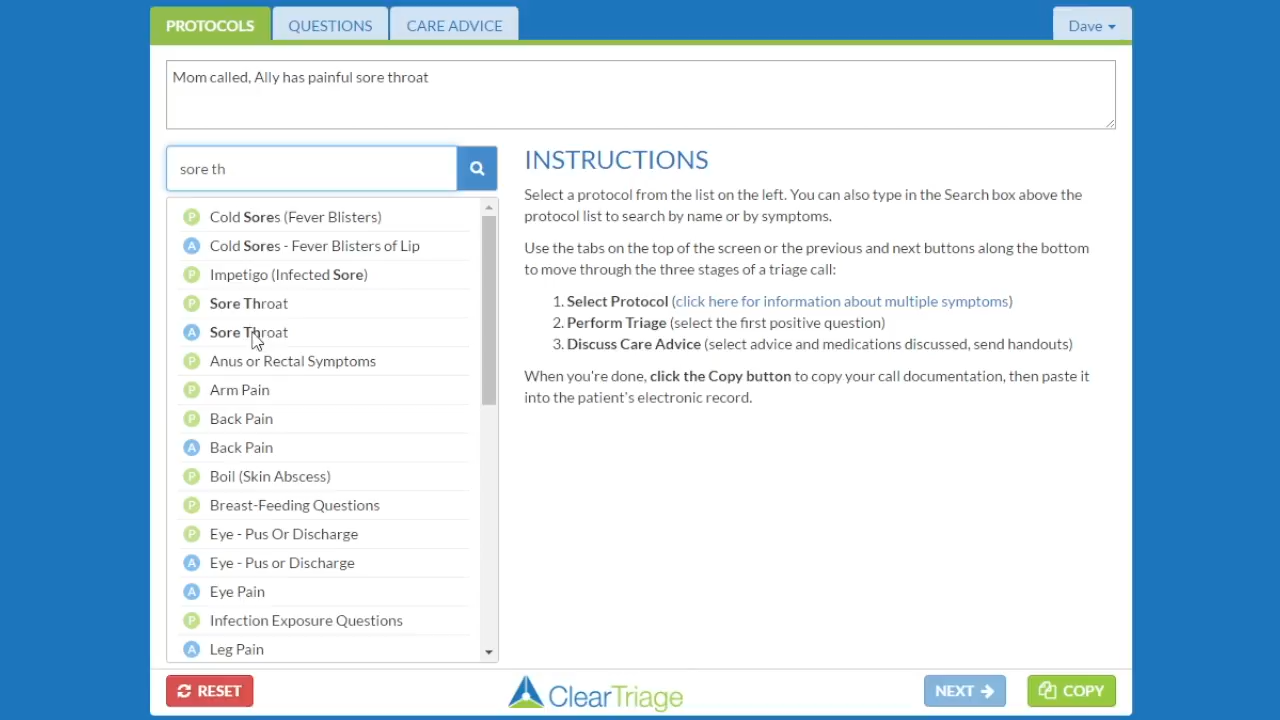 PROTOCOLS
QUESTIONS
CARE ADVICE
Dave
Mom called, Ally has painful sore throat
sore th
P Cold Sores (Fever Blisters)
A Cold Sores - Fever Blisters of Lip
P Impetigo (Infected Sore)
P Sore Throat
A Sore Throat
P Anus or Rectal Symptoms
P Arm Pain
P Back Pain
A Back Pain
P Boil (Skin Abscess)
P Breast-Feeding Questions
P Eye - Pus Or Discharge
A Eye - Pus or Discharge
A Eye Pain
P Infection Exposure Questions
A Leg Pain
INSTRUCTIONS
Select a protocol from the list on the left. You can also type in the Search box above the
protocol list to search by name or by symptoms.
Use the tabs on the top of the screen or the previous and next buttons along the bottom
to move through the three stages of a triage call:
1. Select Protocol (click here for information about multiple symptoms)
2. Perform Triage (select the first positive question)
3. Discuss Care Advice (select advice and medications discussed, send handouts)
When you're done, click the Copy button to copy your call documentation, then paste it
into the patient's electronic record.
RESET
ClearTriage
NEXT
COPY